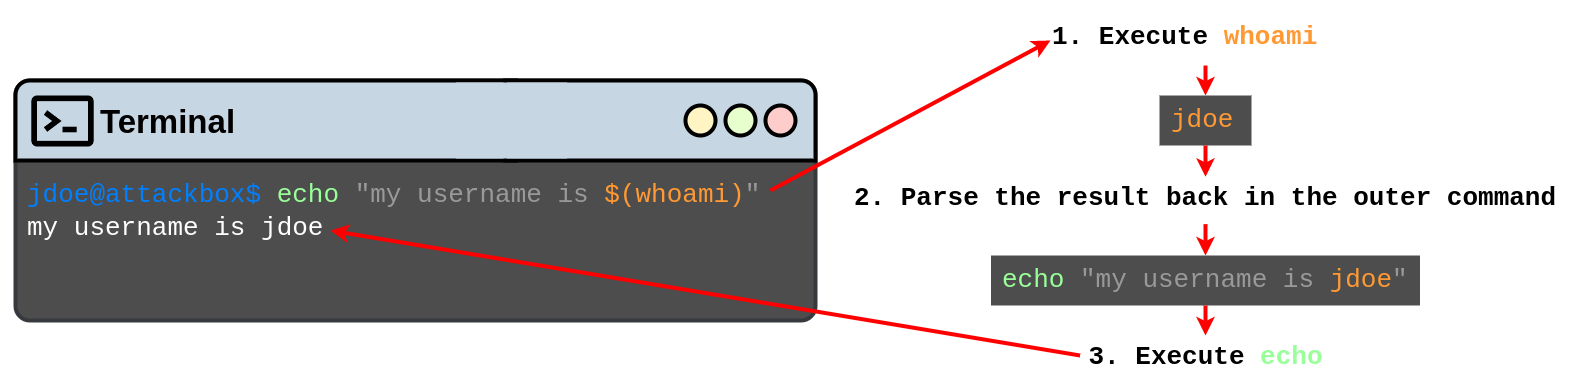 Terminal
jdoe@attackbox$ echo "my username is $(whoami)"
my username is jdoe
1. Execute whoami
jdoe
2. Parse the result back in the outer command
echo "my username is jdoe"
3. Execute echo